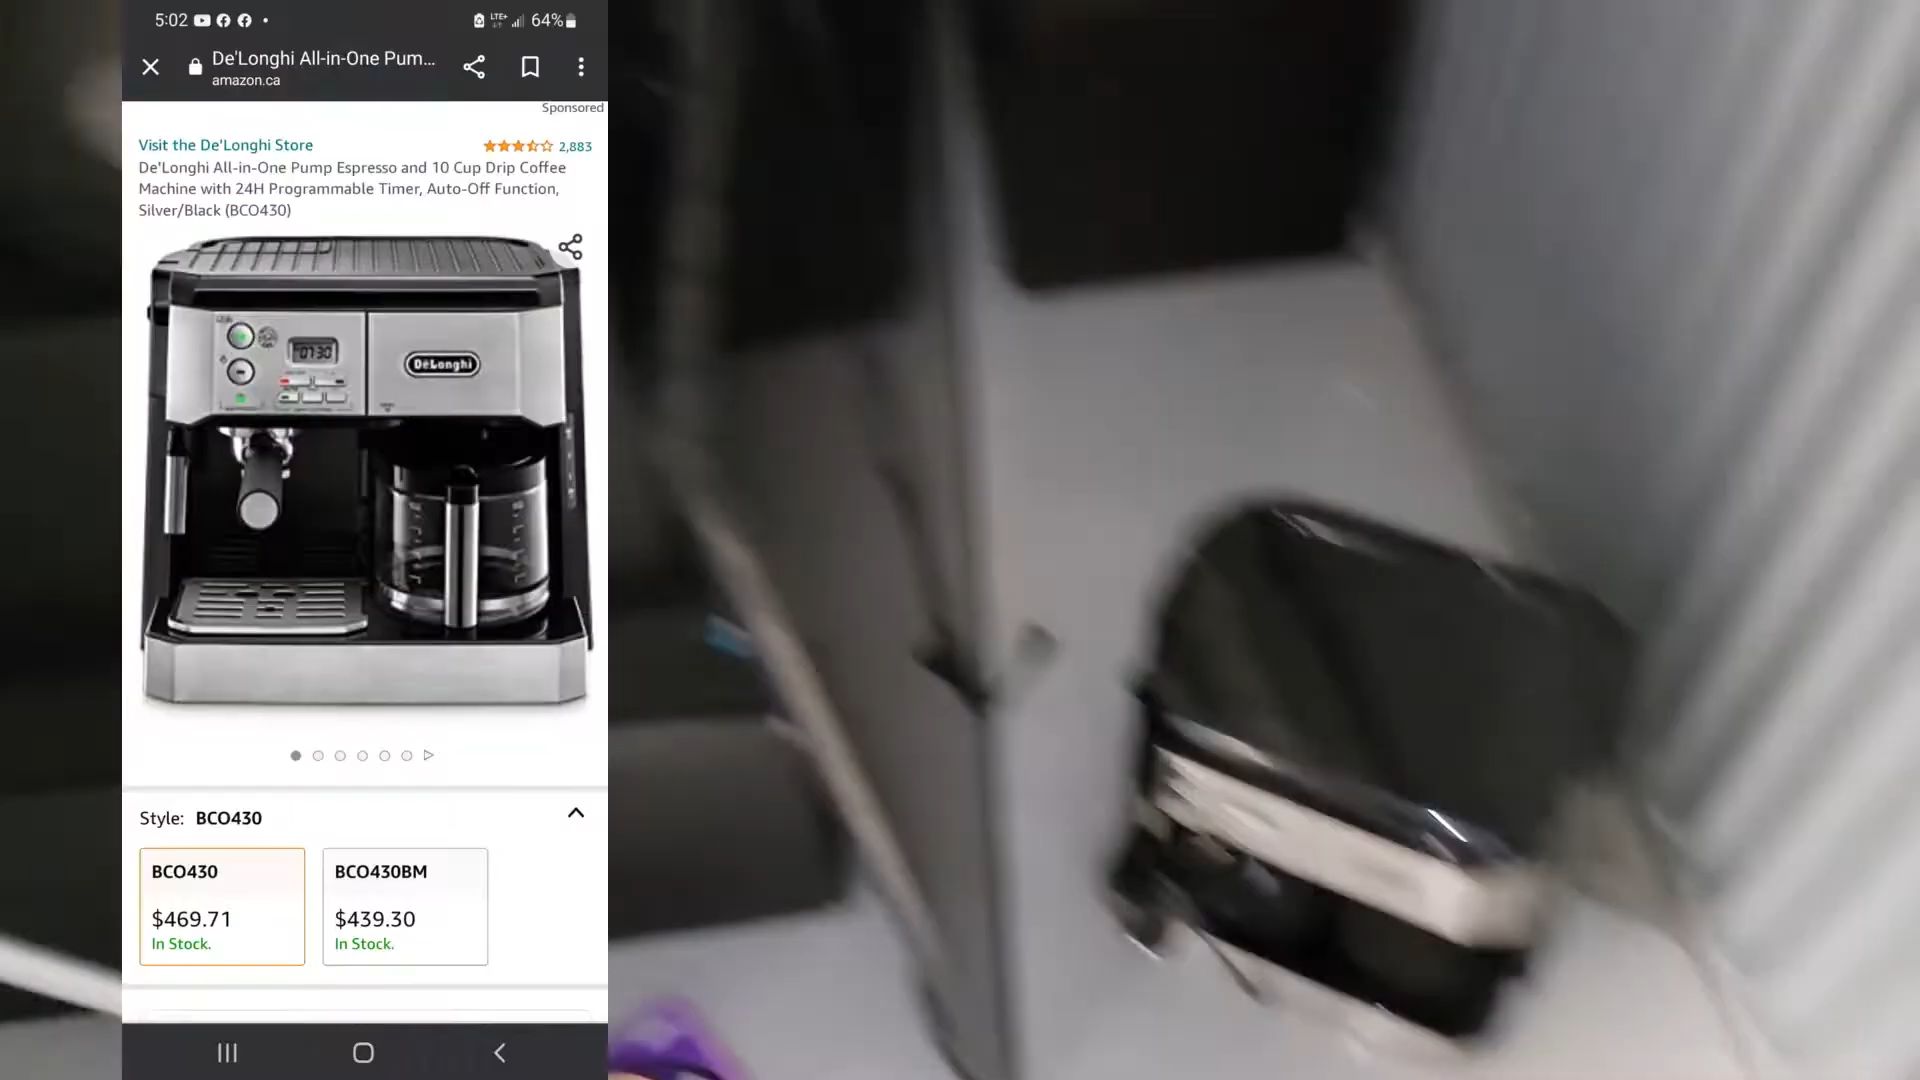 5:02
LTE+
64%
De'Longhi All-in-One Pum...
amazon.ca
Sponsored
Visit the De'Longhi Store
2,883
De'Longhi All-in-One Pump Espresso and 10 Cup Drip Coffee
Machine with 24H Programmable Timer, Auto-Off Function,
Silver/Black (BCO430)
07:30
DeLonghi
Style: BCO430
BCO430
BCO430BM
$469.71
$439.30
In Stock.
In Stock.